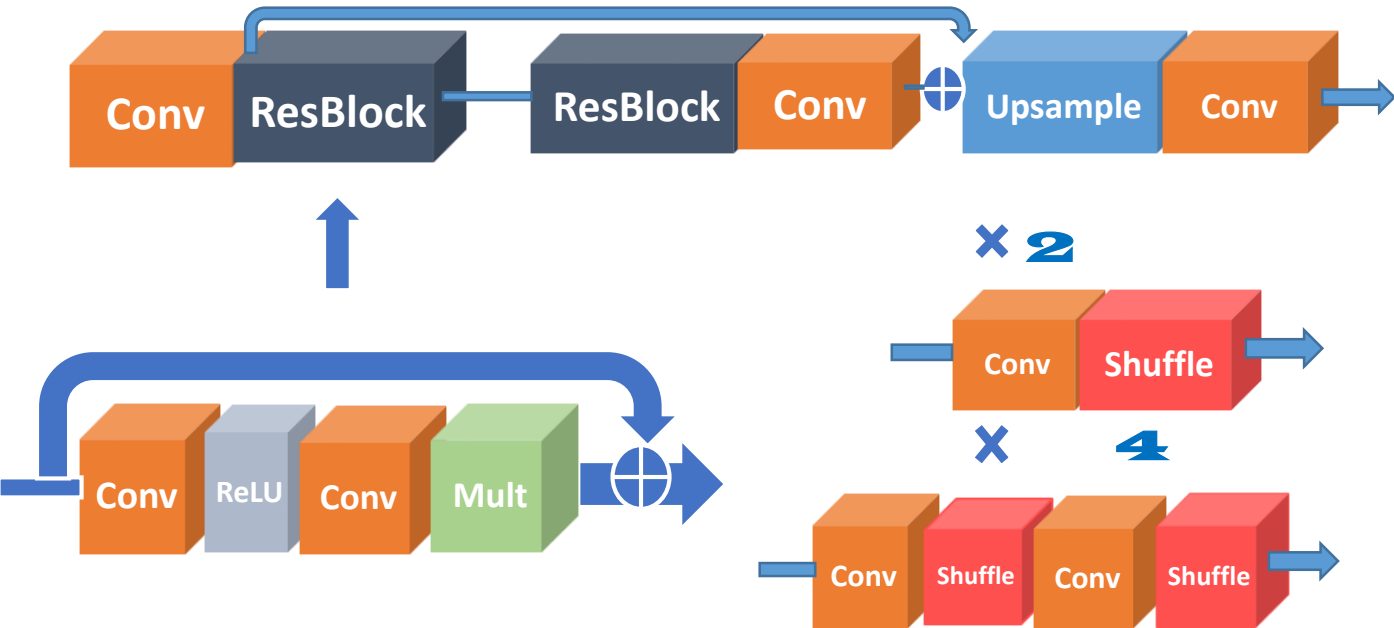 Conv ResBlock ResBlock Conv Upsample Conv
× 2
Conv Shuffle
× 4
Conv ReLU Conv Mult
Conv Shuffle Conv Shuffle